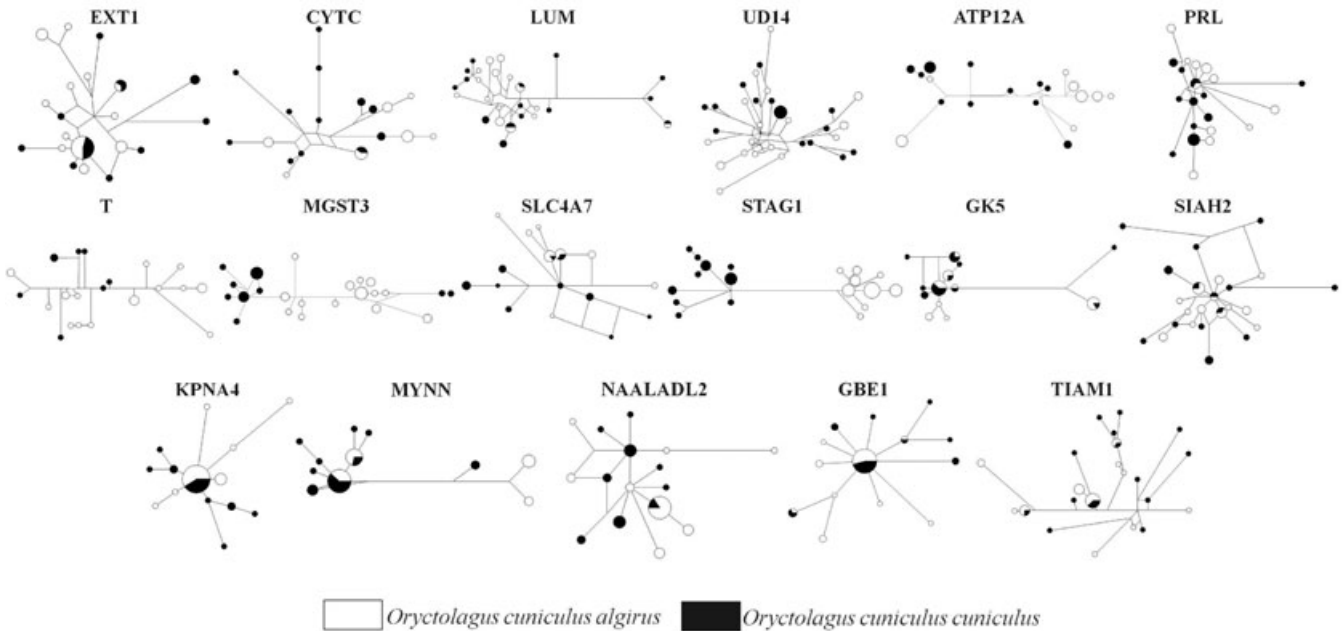 EXT1 CYTC LUM UD14 ATP12A PRL
T MGST3 SLC4A7 STAG1 GK5 SIAH2
KPNA4 MYNN NAALADL2 GBE1 TIAM1
Oryctolagus cuniculus algirus Oryctolagus cuniculus cuniculus